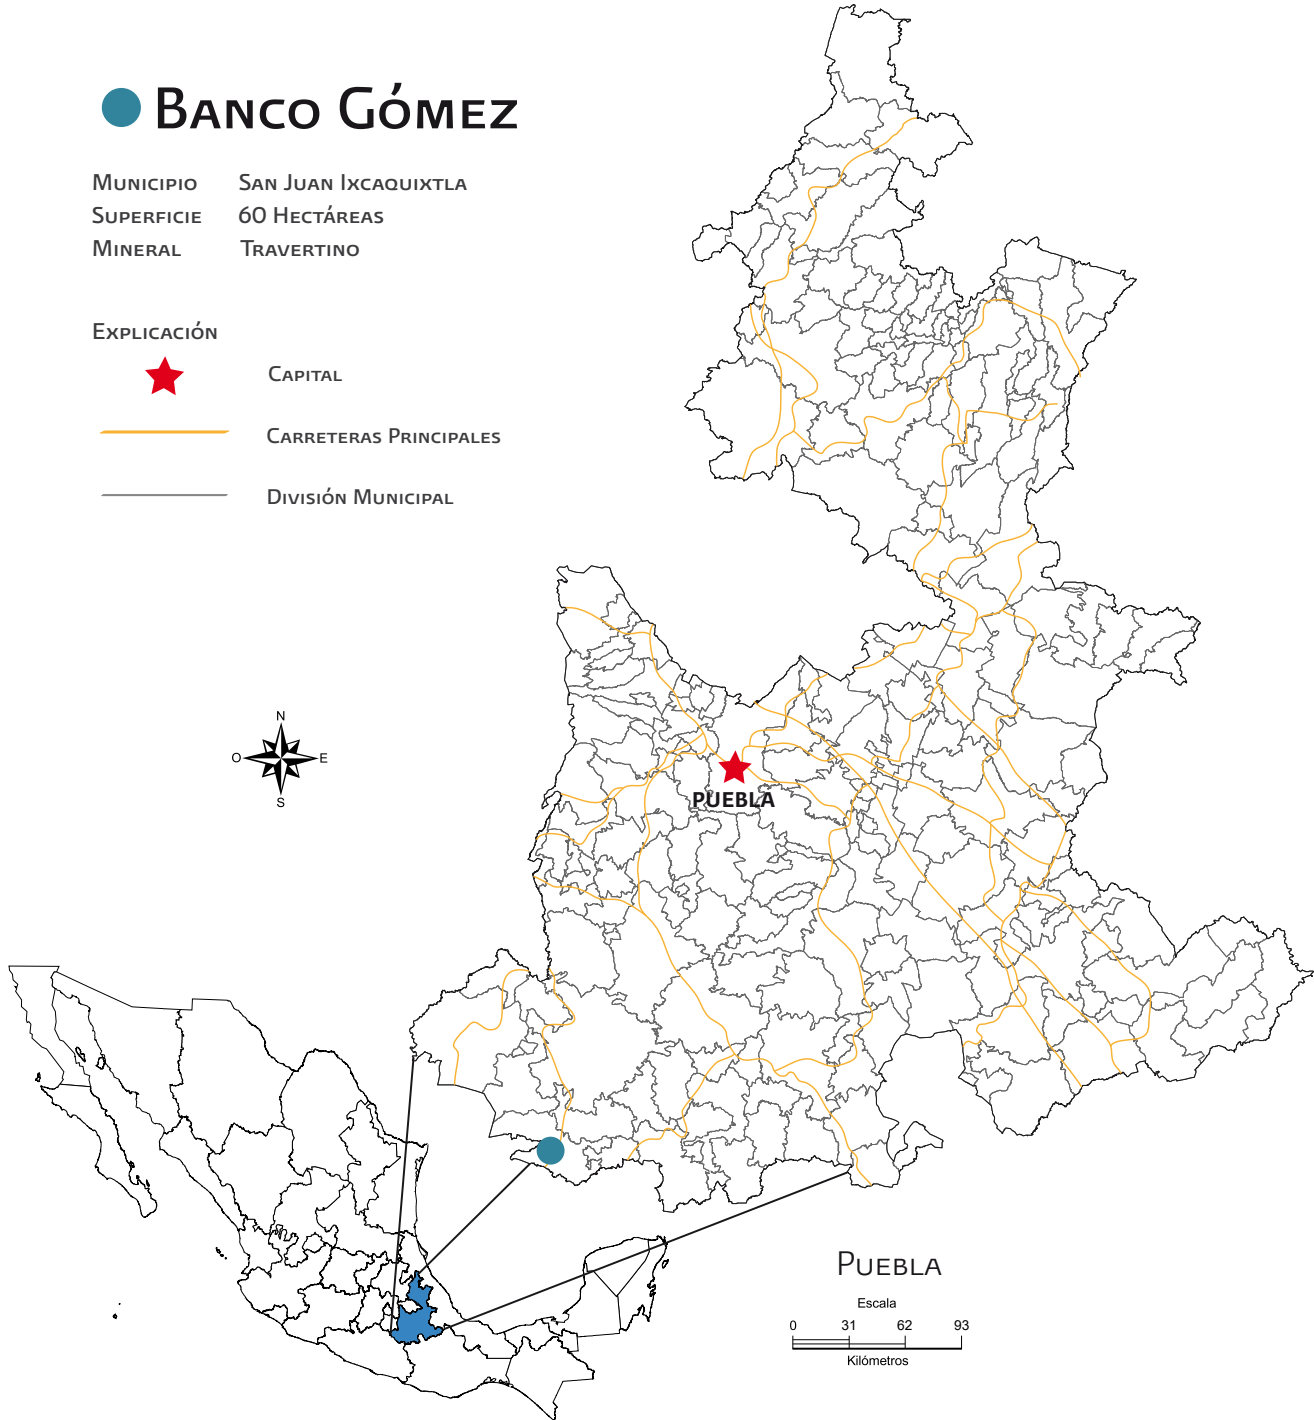 Banco Gómez
Municipio San Juan Ixcaquixtla
Superficie 60 Hectáreas
Mineral Travertino
Explicación
Capital
Carreteras Principales
División Municipal
N
O E
S
PUEBLA
Puebla
Escala
0 31 62 93
Kilómetros